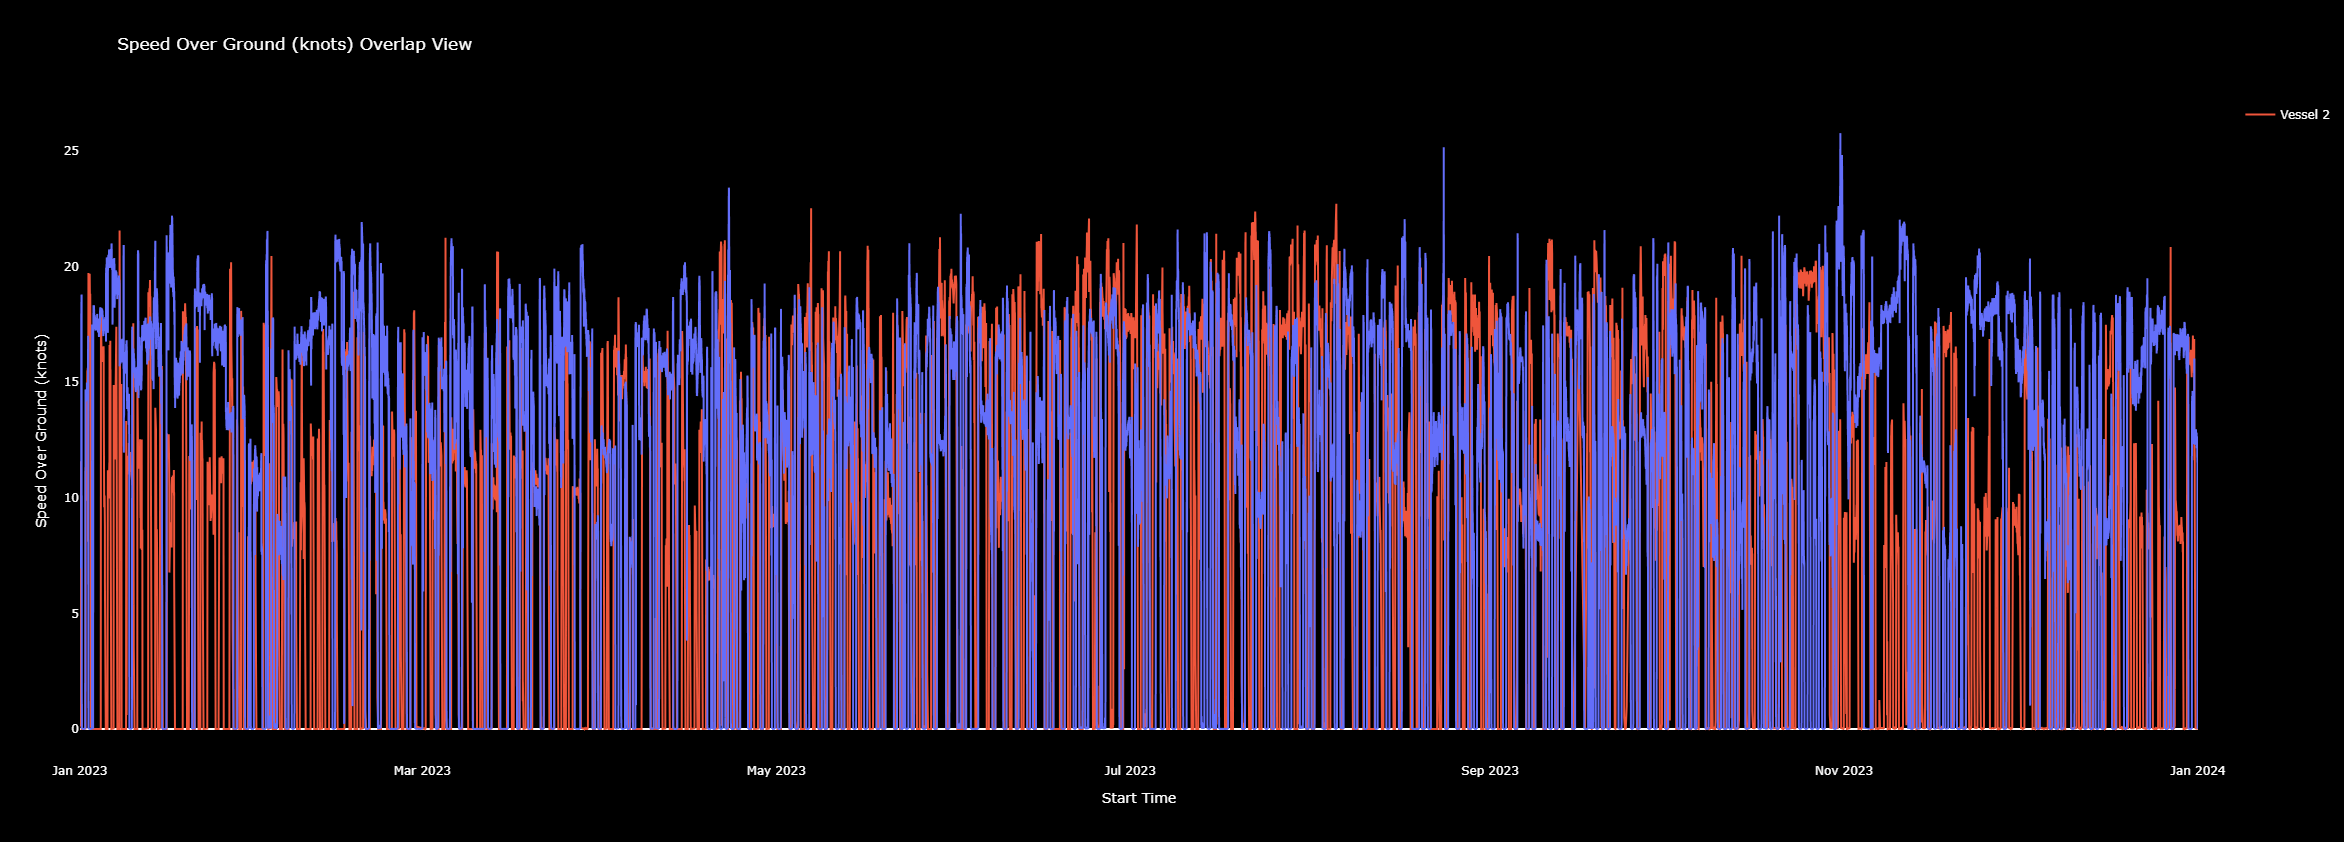 Speed Over Ground (knots) Overlap View
Vessel 2
25
20
15
10
5
0
Speed Over Ground (knots)
Jan 2023
Mar 2023
May 2023
Jul 2023
Sep 2023
Nov 2023
Jan 2024
Start Time